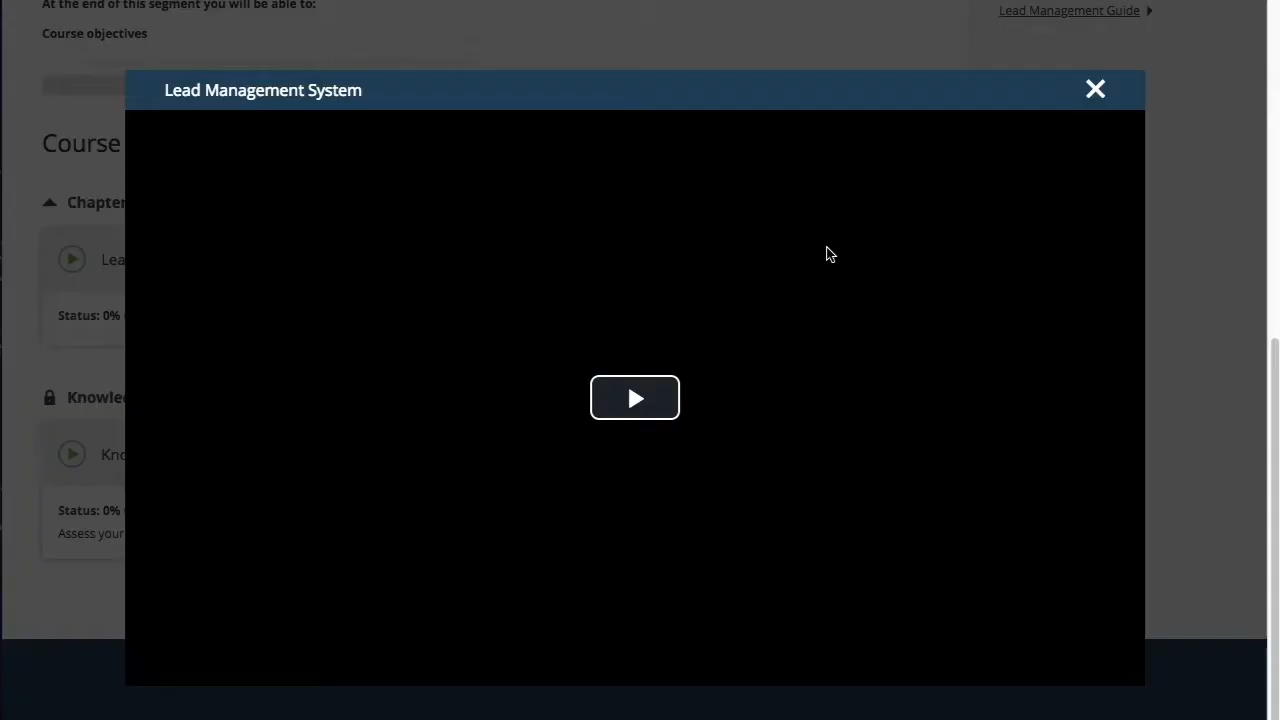 At the end of this segment you will be able to:
Lead Management Guide
Course objectives
Lead Management System
Course
Chapter
Lea
Status: 0%
Knowle
Kno
Status: 0%
Assess your